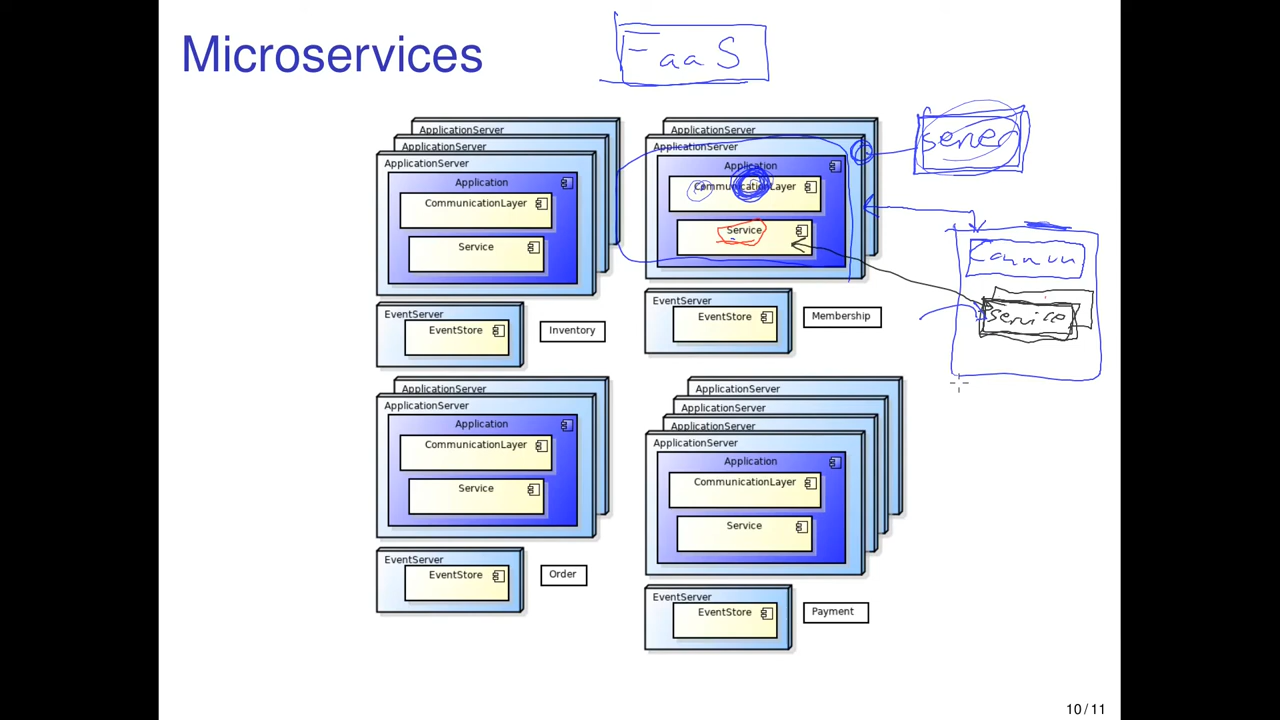 Microservices
FaaS
ApplicationServer
ApplicationServer
ApplicationServer
Application
CommunicationLayer
Service
EventServer
EventStore
Inventory
ApplicationServer
ApplicationServer
Application
CommunicationLayer
Service
EventServer
EventStore
Membership
Server
Commun
Service
ApplicationServer
ApplicationServer
Application
CommunicationLayer
Service
EventServer
EventStore
Order
ApplicationServer
ApplicationServer
ApplicationServer
ApplicationServer
Application
CommunicationLayer
Service
EventServer
EventStore
Payment
10/11